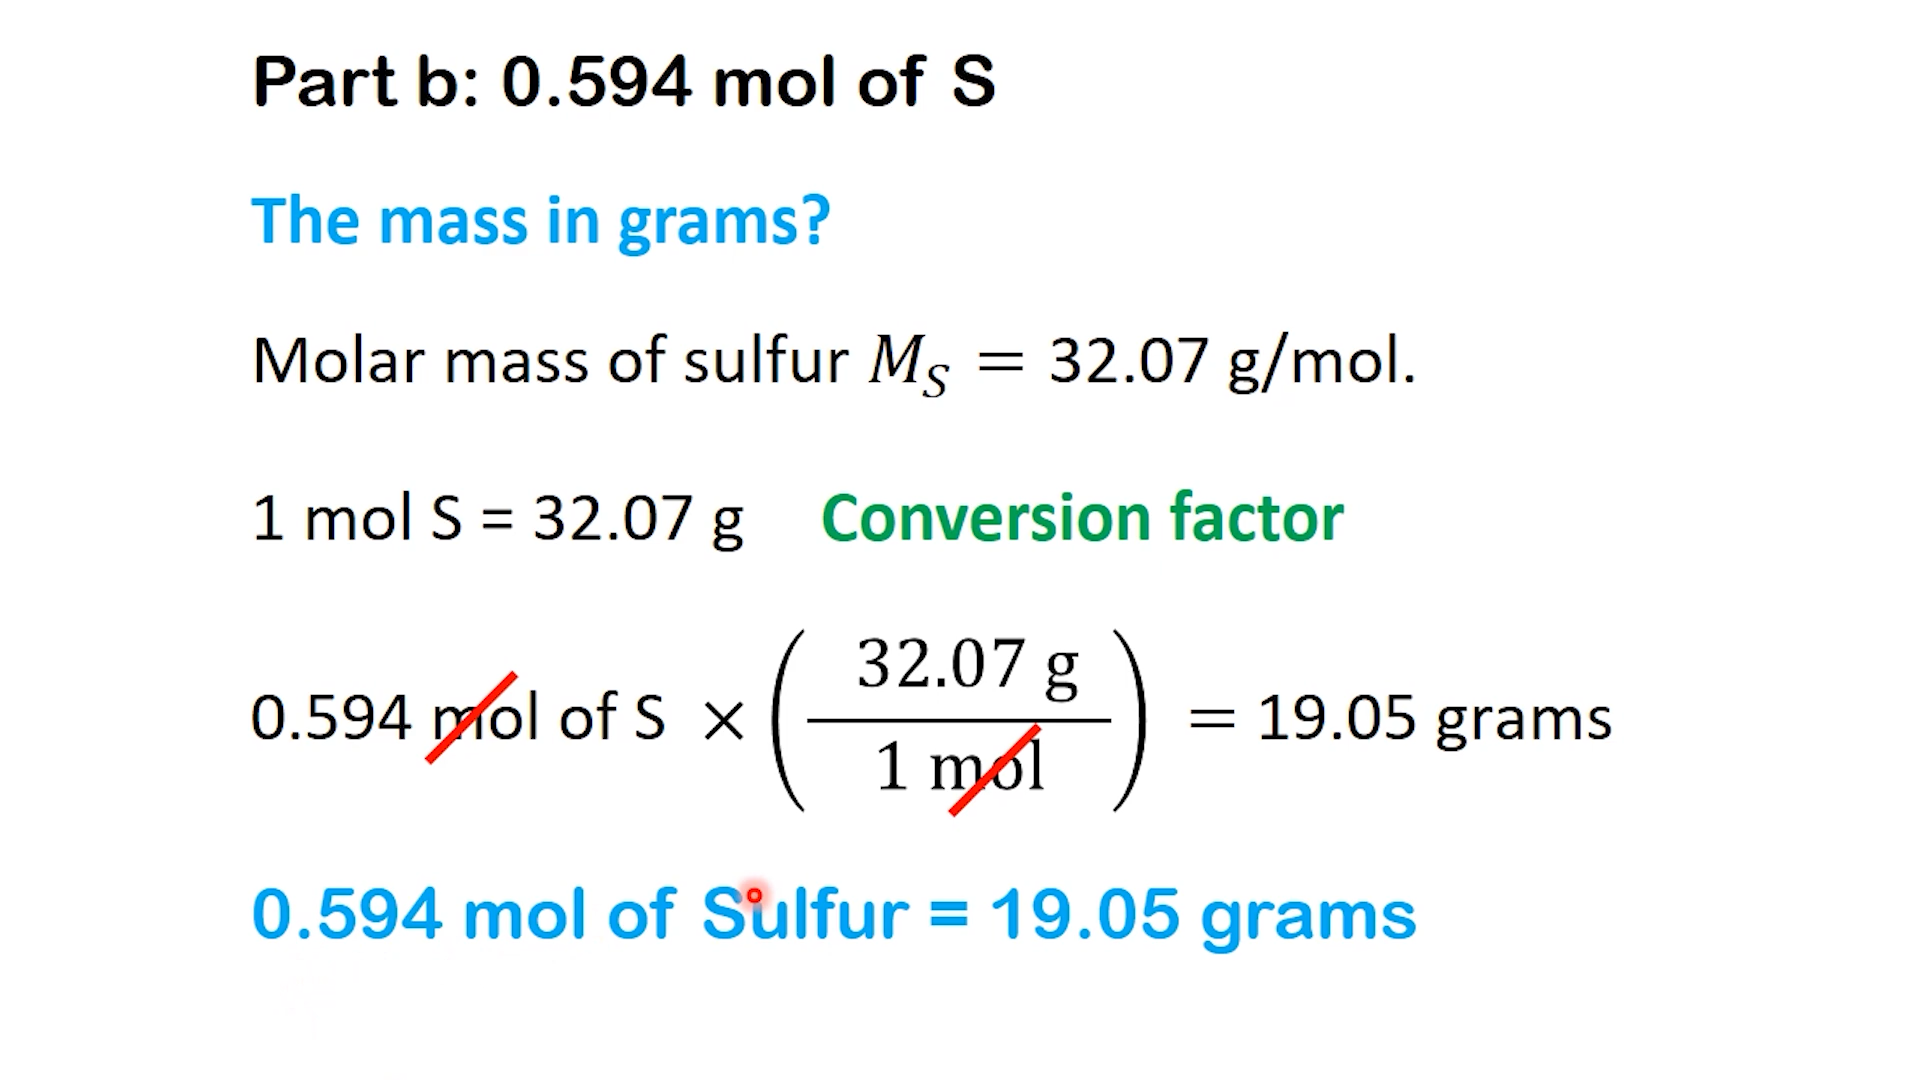 Part b: 0.594 mol of S
The mass in grams?
Molar mass of sulfur M_S = 32.07 g/mol.
1 mol S = 32.07 g Conversion factor
0.594 mol of S × ( 32.07 g / 1 mol ) = 19.05 grams
0.594 mol of Sulfur = 19.05 grams